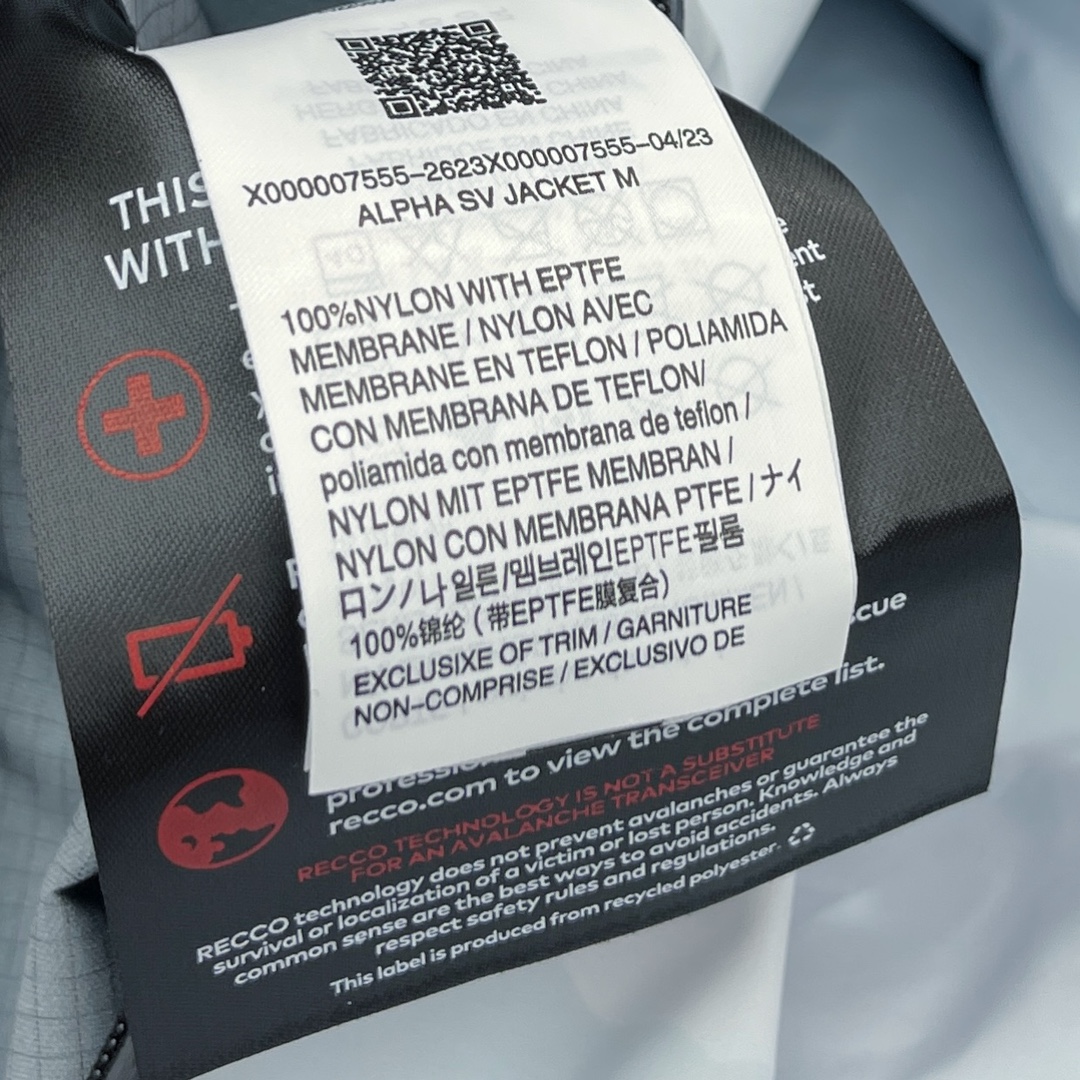 X000007555-2623X000007555-04/23
ALPHA SV JACKET M
100%NYLON WITH EPTFE
MEMBRANE / NYLON AVEC
MEMBRANE EN TEFLON / POLIAMIDA
CON MEMBRANA DE TEFLON/
poliamida con membrana de teflon /
NYLON MIT EPTFE MEMBRAN /
NYLON CON MEMBRANA PTFE / ナイ
ロン/나일론/멤브레인EPTFE필름
100%锦纶 ( 带EPTFE膜复合)
EXCLUSIXE OF TRIM / GARNITURE
NON-COMPRISE / EXCLUSIVO DE
THIS
WITH
recco.com to view the complete list.
RECCO TECHNOLOGY IS NOT A SUBSTITUTE
FOR AN AVALANCHE TRANSCEIVER
RECCO technology does not prevent avalanches or guarantee the
survival or localization of a victim or lost person. Knowledge and
common sense are the best ways to avoid accidents. Always
respect safety rules and regulations.
This label is produced from recycled polyester.